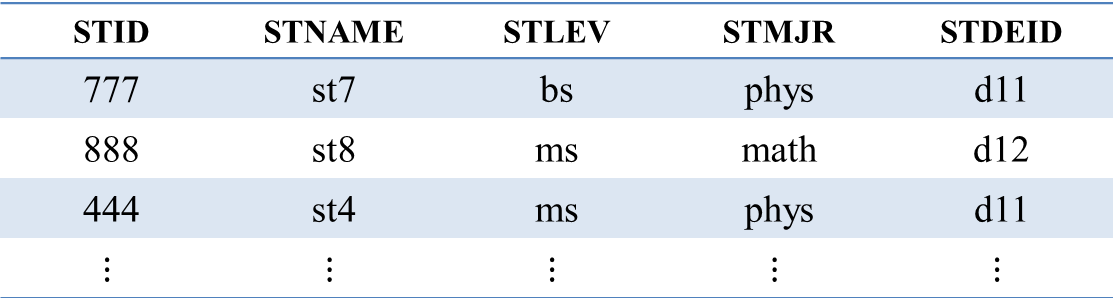 STID STNAME STLEV STMJR STDEID
777 st7 bs phys d11
888 st8 ms math d12
444 st4 ms phys d11
⋮ ⋮ ⋮ ⋮ ⋮